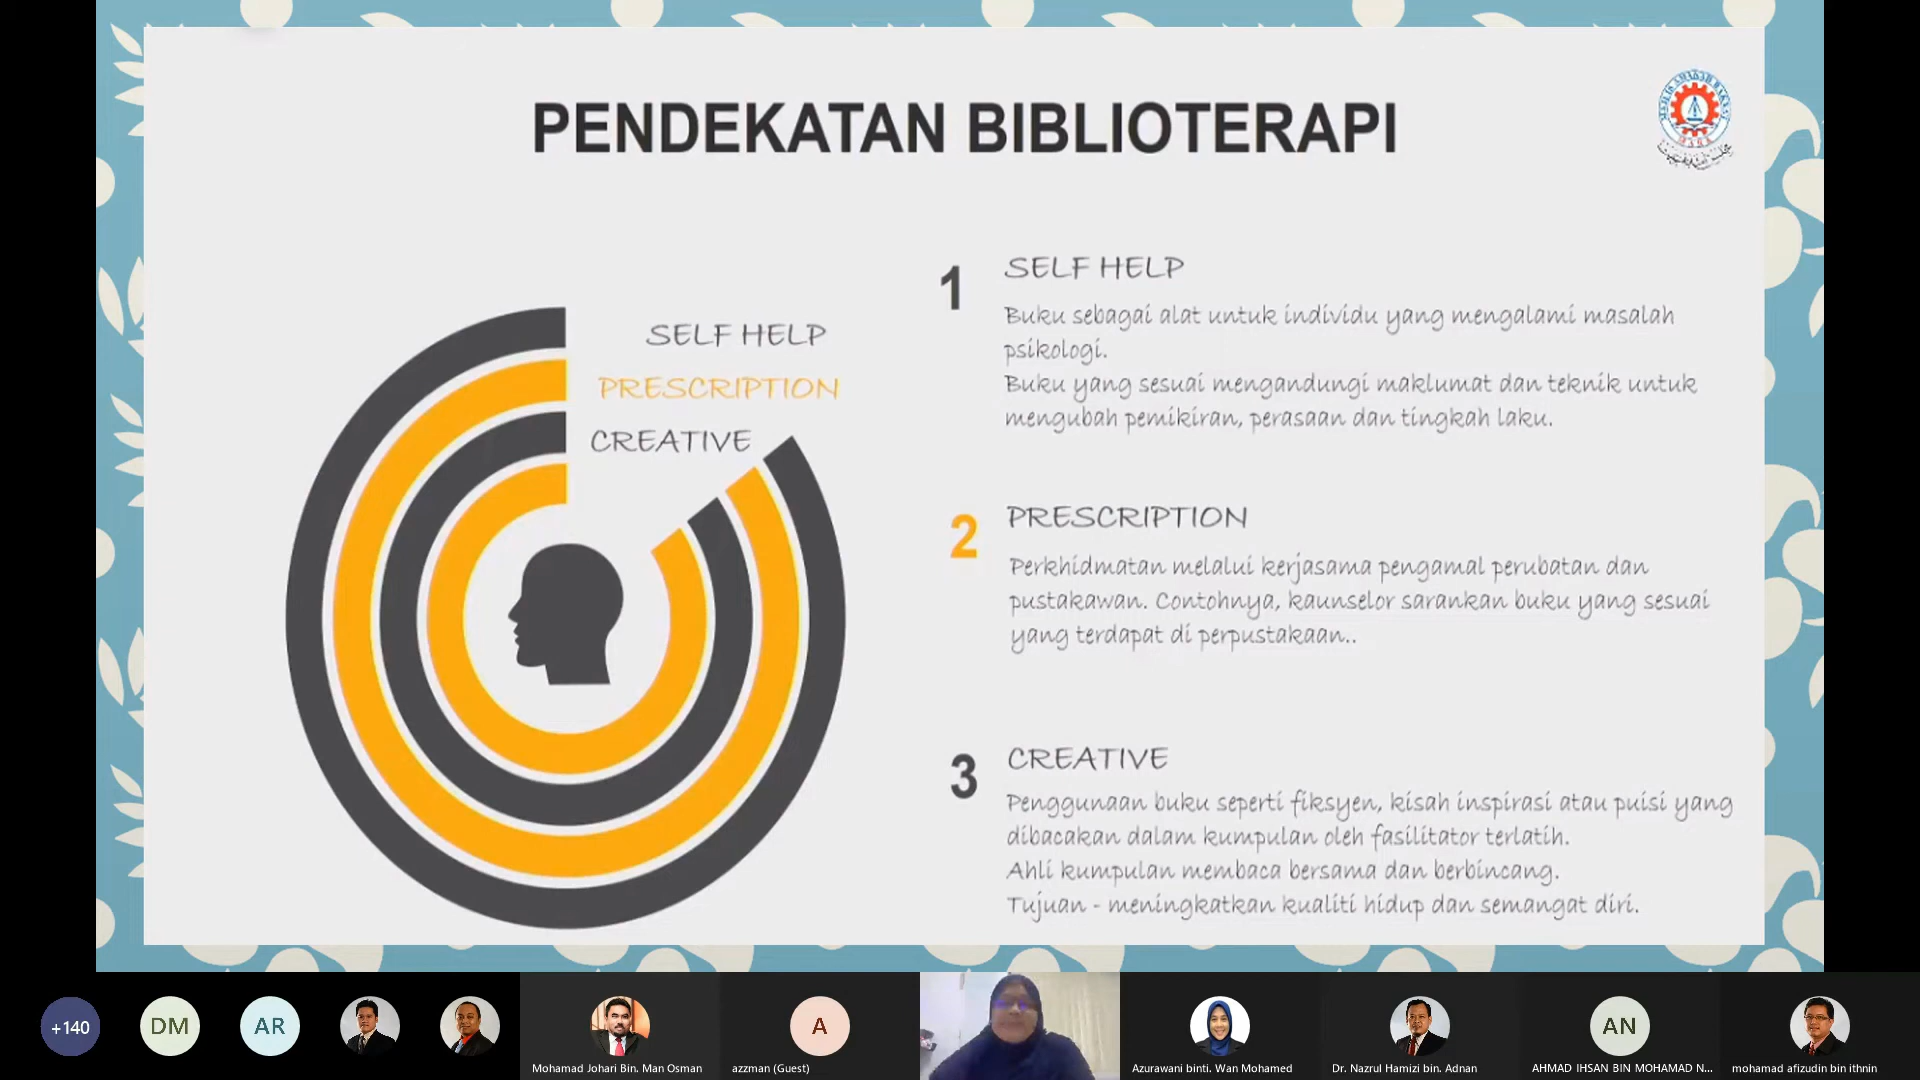 PENDEKATAN BIBLIOTERAPI
SELF HELP
PRESCRIPTION
CREATIVE
1
SELF HELP
Buku sebagai alat untuk individu yang mengalami masalah
psikologi.
Buku yang sesuai mengandungi maklumat dan teknik untuk
mengubah pemikiran, perasaan dan tingkah laku.
2
PRESCRIPTION
Perkhidmatan melalui kerjasama pengamal perubatan dan
pustakawan. Contohnya, kaunselor sarankan buku yang sesuai
yang terdapat di perpustakaan..
3
CREATIVE
Penggunaan buku seperti fiksyen, kisah inspirasi atau puisi yang
dibacakan dalam kumpulan oleh fasilitator terlatih.
Ahli kumpulan membaca bersama dan berbincang.
Tujuan - meningkatkan kualiti hidup dan semangat diri.
+140
DM
AR
Mohamad Johari Bin. Man Osman
A
azzman (Guest)
Azurawani binti. Wan Mohamed
Dr. Nazrul Hamizi bin. Adnan
AN
AHMAD IHSAN BIN MOHAMAD N...
mohamad afizudin bin ithnin